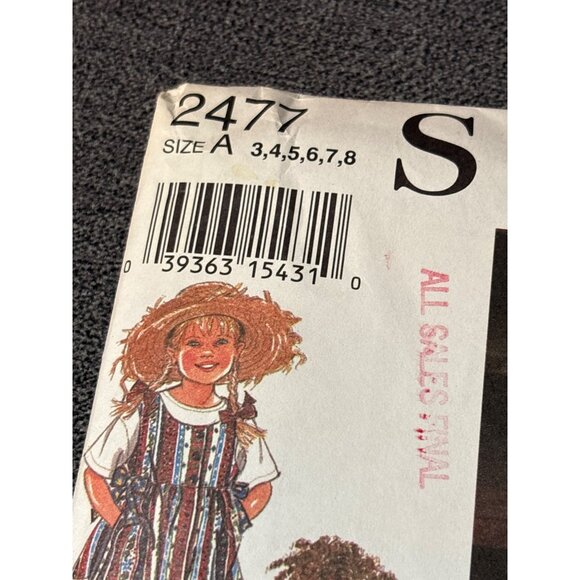 2477
SIZE A 3,4,5,6,7,8
S
0 39363 15431 0
ALL SALES FINAL